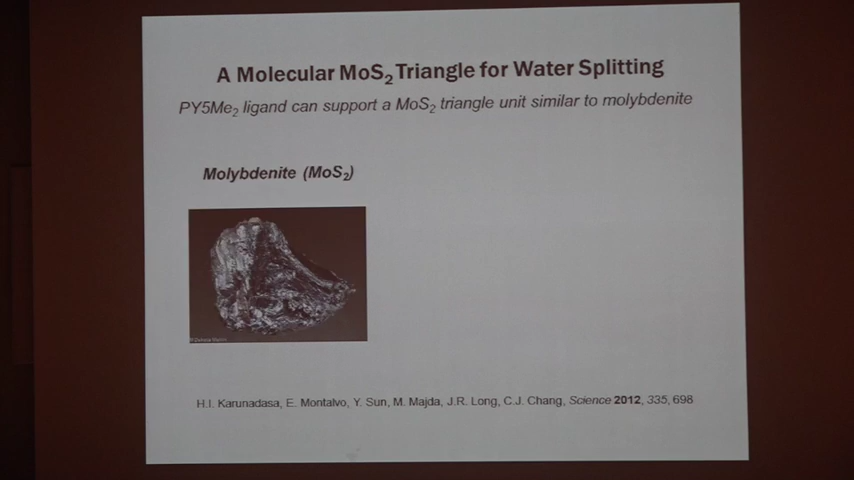 A Molecular MoS2 Triangle for Water Splitting
PY5Me2 ligand can support a MoS2 triangle unit similar to molybdenite
Molybdenite (MoS2)
H.I. Karunadasa, E. Montalvo, Y. Sun, M. Majda, J.R. Long, C.J. Chang, Science 2012, 335, 698